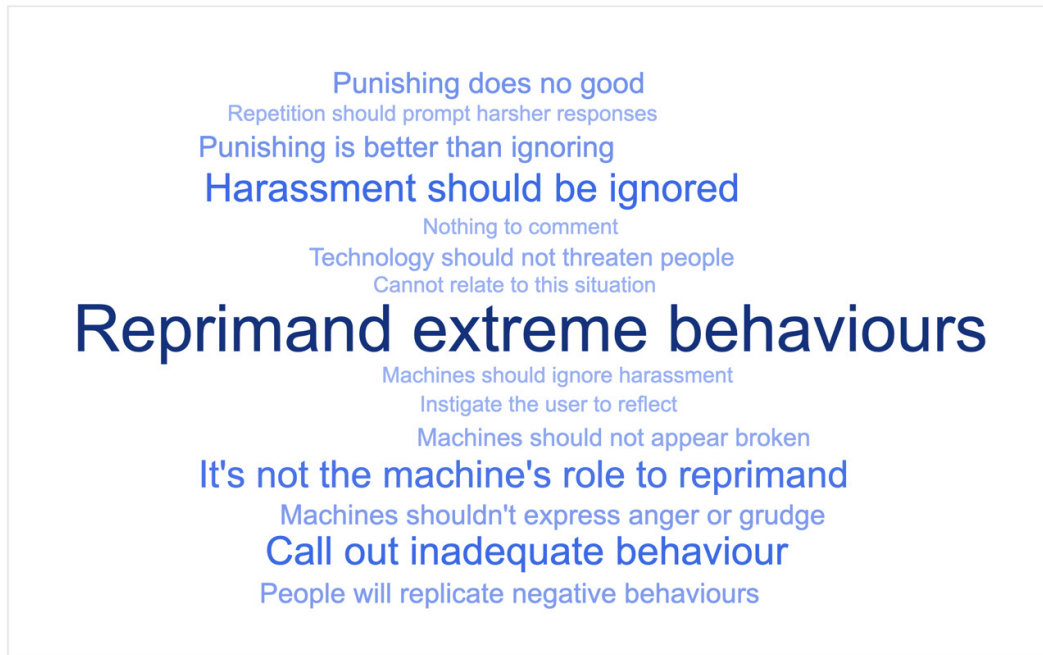 Punishing does no good
Repetition should prompt harsher responses
Punishing is better than ignoring
Harassment should be ignored
Nothing to comment
Technology should not threaten people
Cannot relate to this situation
Reprimand extreme behaviours
Machines should ignore harassment
Instigate the user to reflect
Machines should not appear broken
It's not the machine's role to reprimand
Machines shouldn't express anger or grudge
Call out inadequate behaviour
People will replicate negative behaviours